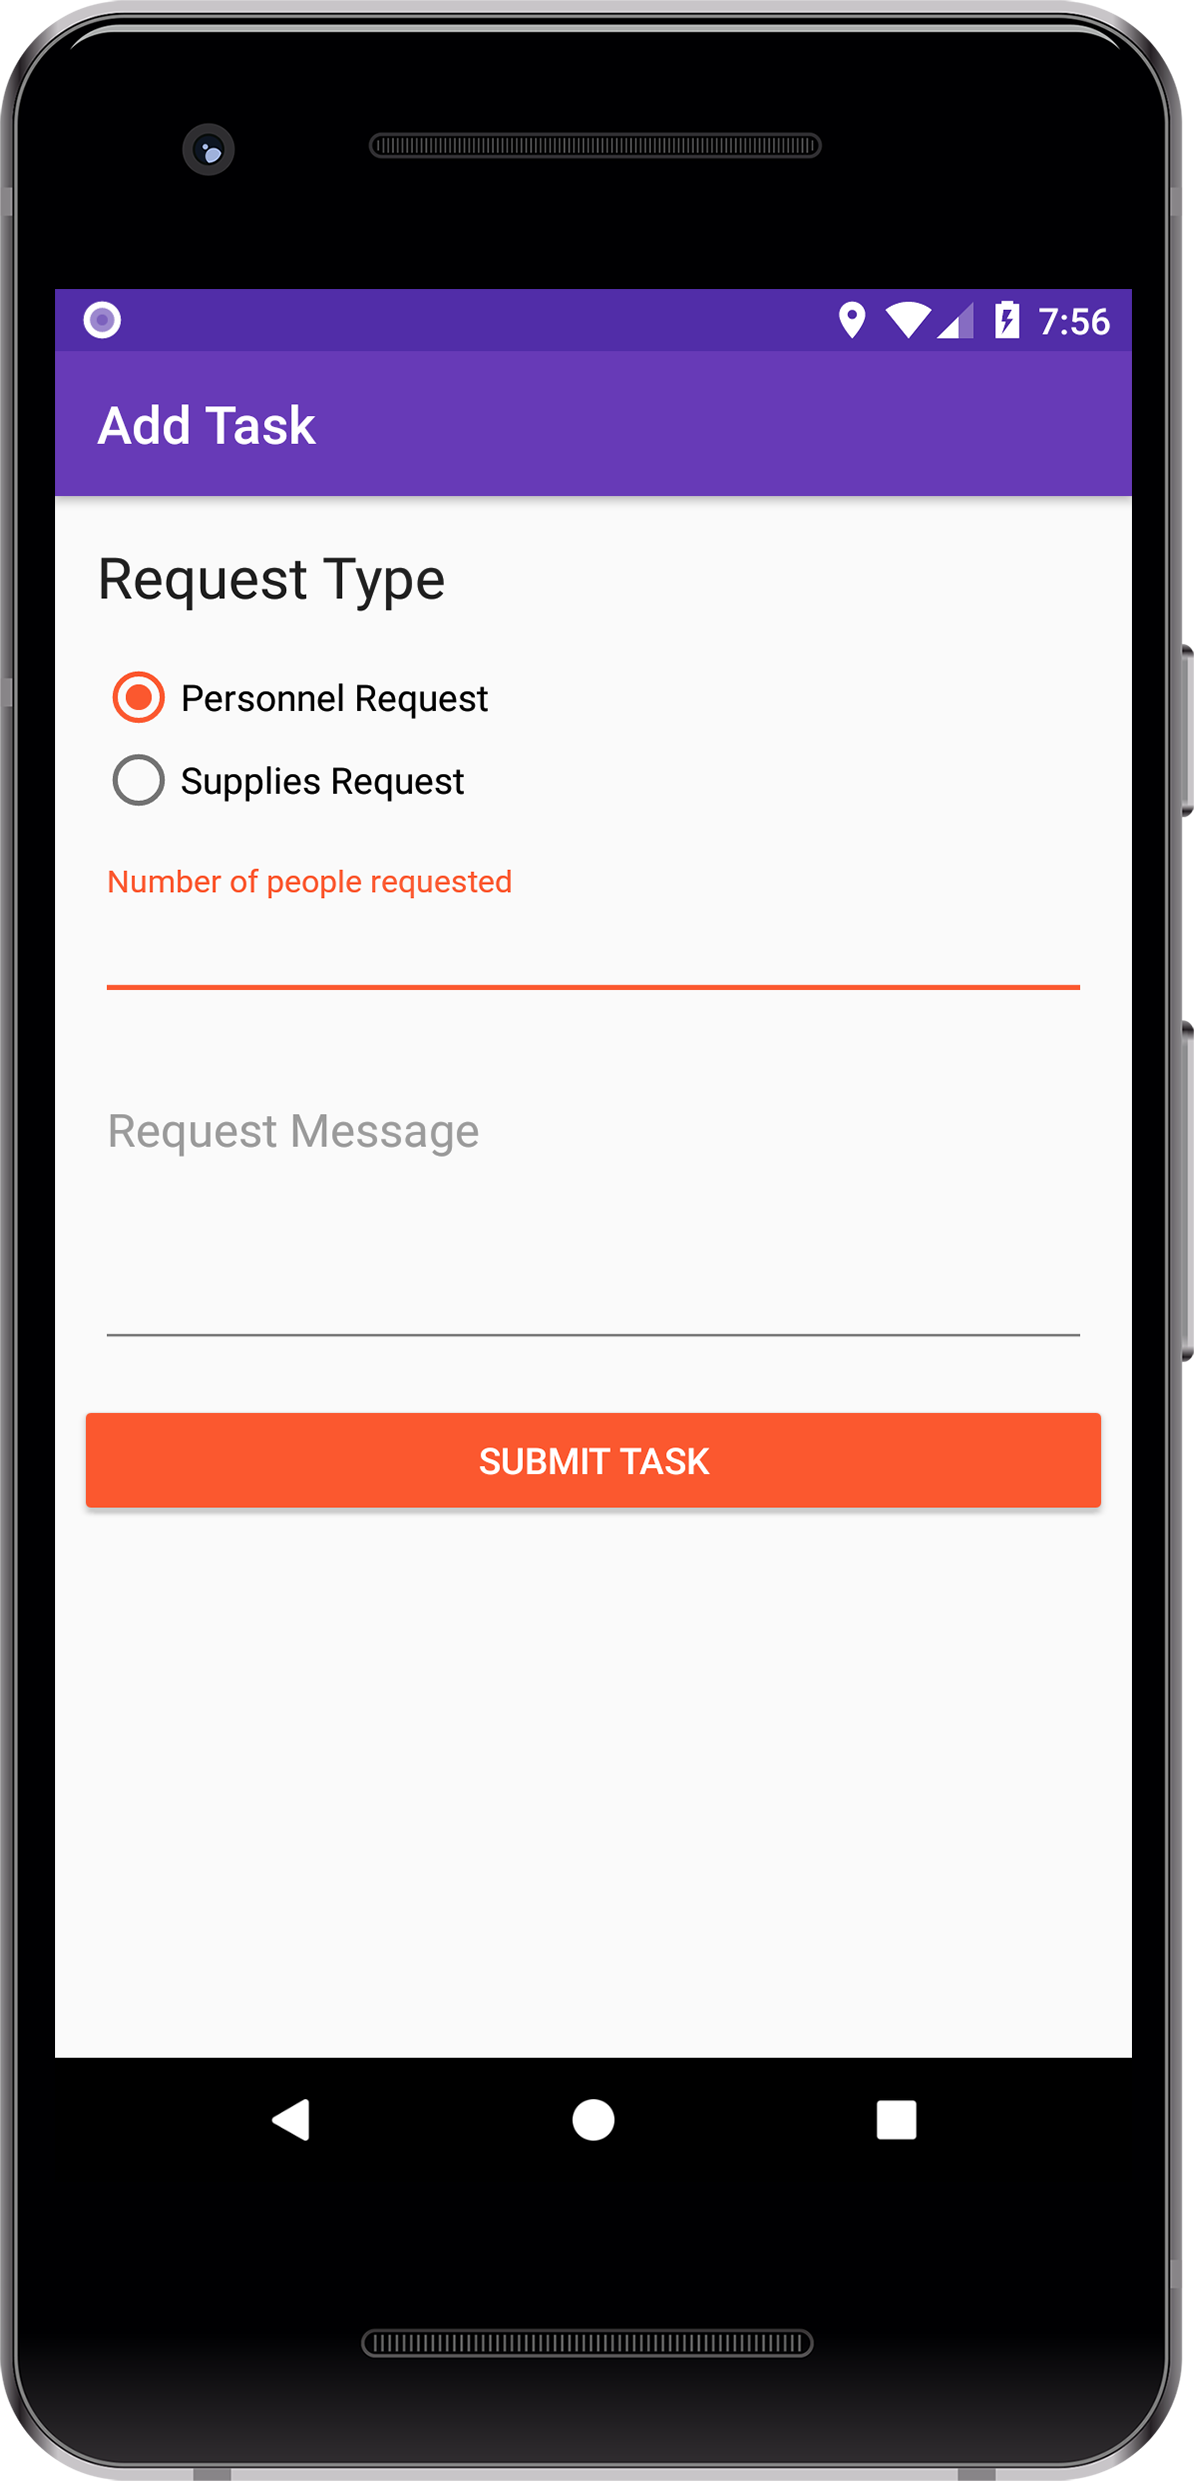 7:56
Add Task
Request Type
Personnel Request
Supplies Request
Number of people requested
Request Message
SUBMIT TASK